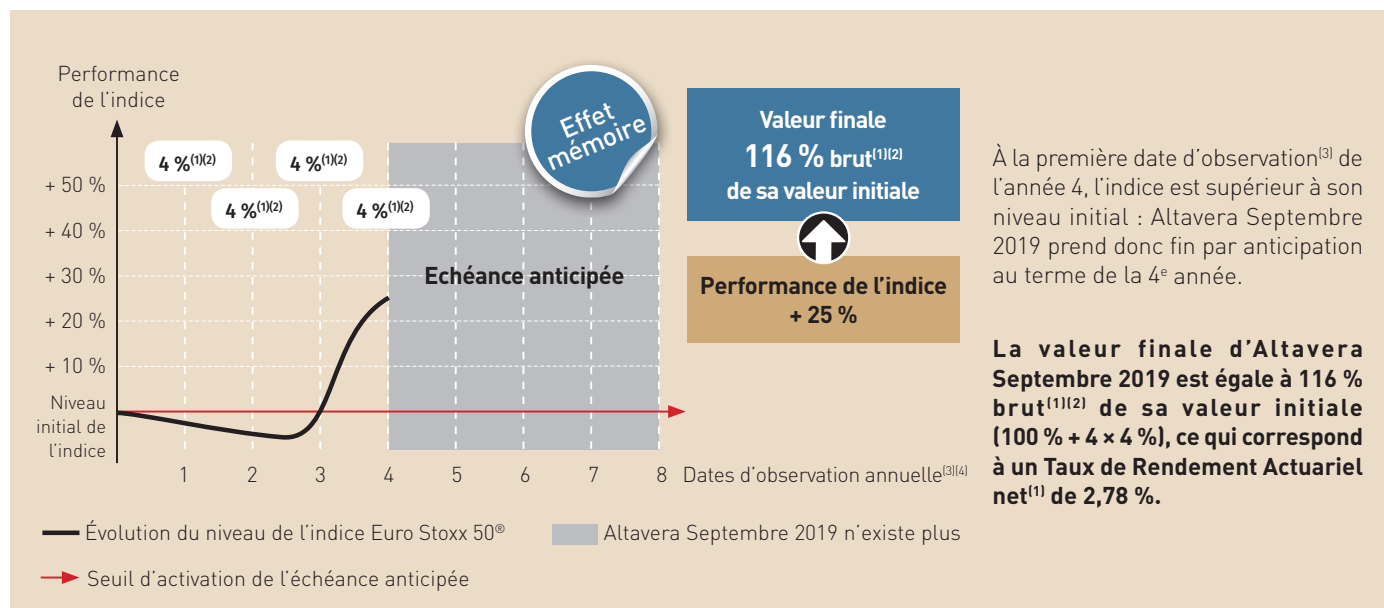 Performance
de l'indice
4 %(1)(2)
4 %(1)(2)
4 %(1)(2)
4 %(1)(2)
+ 50 %
+ 40 %
+ 30 %
+ 20 %
+ 10 %
Niveau
initial de
l'indice
Echéance anticipée
Effet
mémoire
1 2 3 4 5 6 7 8
Dates d'observation annuelle(3)(4)
Évolution du niveau de l'indice Euro Stoxx 50®
Altavera Septembre 2019 n'existe plus
Seuil d'activation de l'échéance anticipée
Valeur finale
116 % brut(1)(2)
de sa valeur initiale
Performance de l'indice
+ 25 %
À la première date d'observation(3) de
l'année 4, l'indice est supérieur à son
niveau initial : Altavera Septembre
2019 prend donc fin par anticipation
au terme de la 4e année.
La valeur finale d'Altavera
Septembre 2019 est égale à 116 %
brut(1)(2) de sa valeur initiale
(100 % + 4 × 4 %), ce qui correspond
à un Taux de Rendement Actuariel
net(1) de 2,78 %.